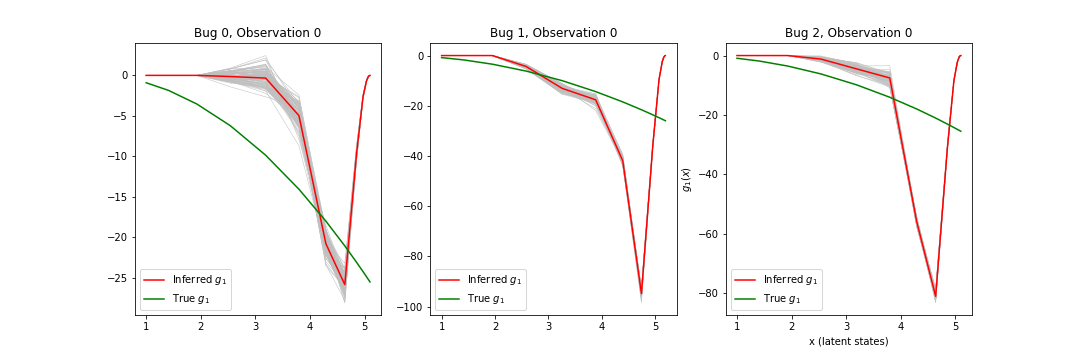 Bug 0, Observation 0
0
−5
−10
−15
−20
−25
1 2 3 4 5
Inferred g₁
True g₁
Bug 1, Observation 0
0
−20
−40
−60
−80
−100
1 2 3 4 5
Inferred g₁
True g₁
Bug 2, Observation 0
g₁(x)
0
−20
−40
−60
−80
1 2 3 4 5
x (latent states)
Inferred g₁
True g₁